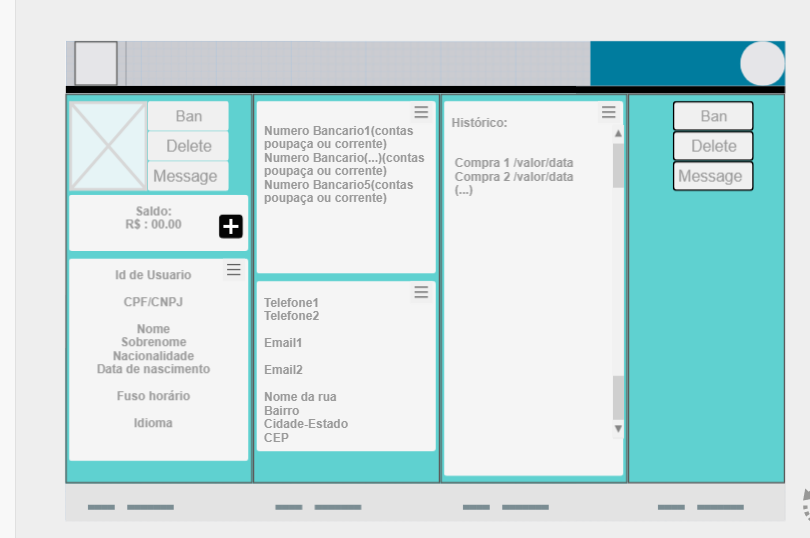 Ban
Delete
Message
Saldo:
R$ : 00.00
Id de Usuario
CPF/CNPJ
Nome
Sobrenome
Nacionalidade
Data de nascimento
Fuso horário
Idioma
Numero Bancario1(contas
poupaça ou corrente)
Numero Bancario(...)(contas
poupaça ou corrente)
Numero Bancario5(contas
poupaça ou corrente)
Telefone1
Telefone2
Email1
Email2
Nome da rua
Bairro
Cidade-Estado
CEP
Histórico:
Compra 1 /valor/data
Compra 2 /valor/data
(...)
Ban
Delete
Message